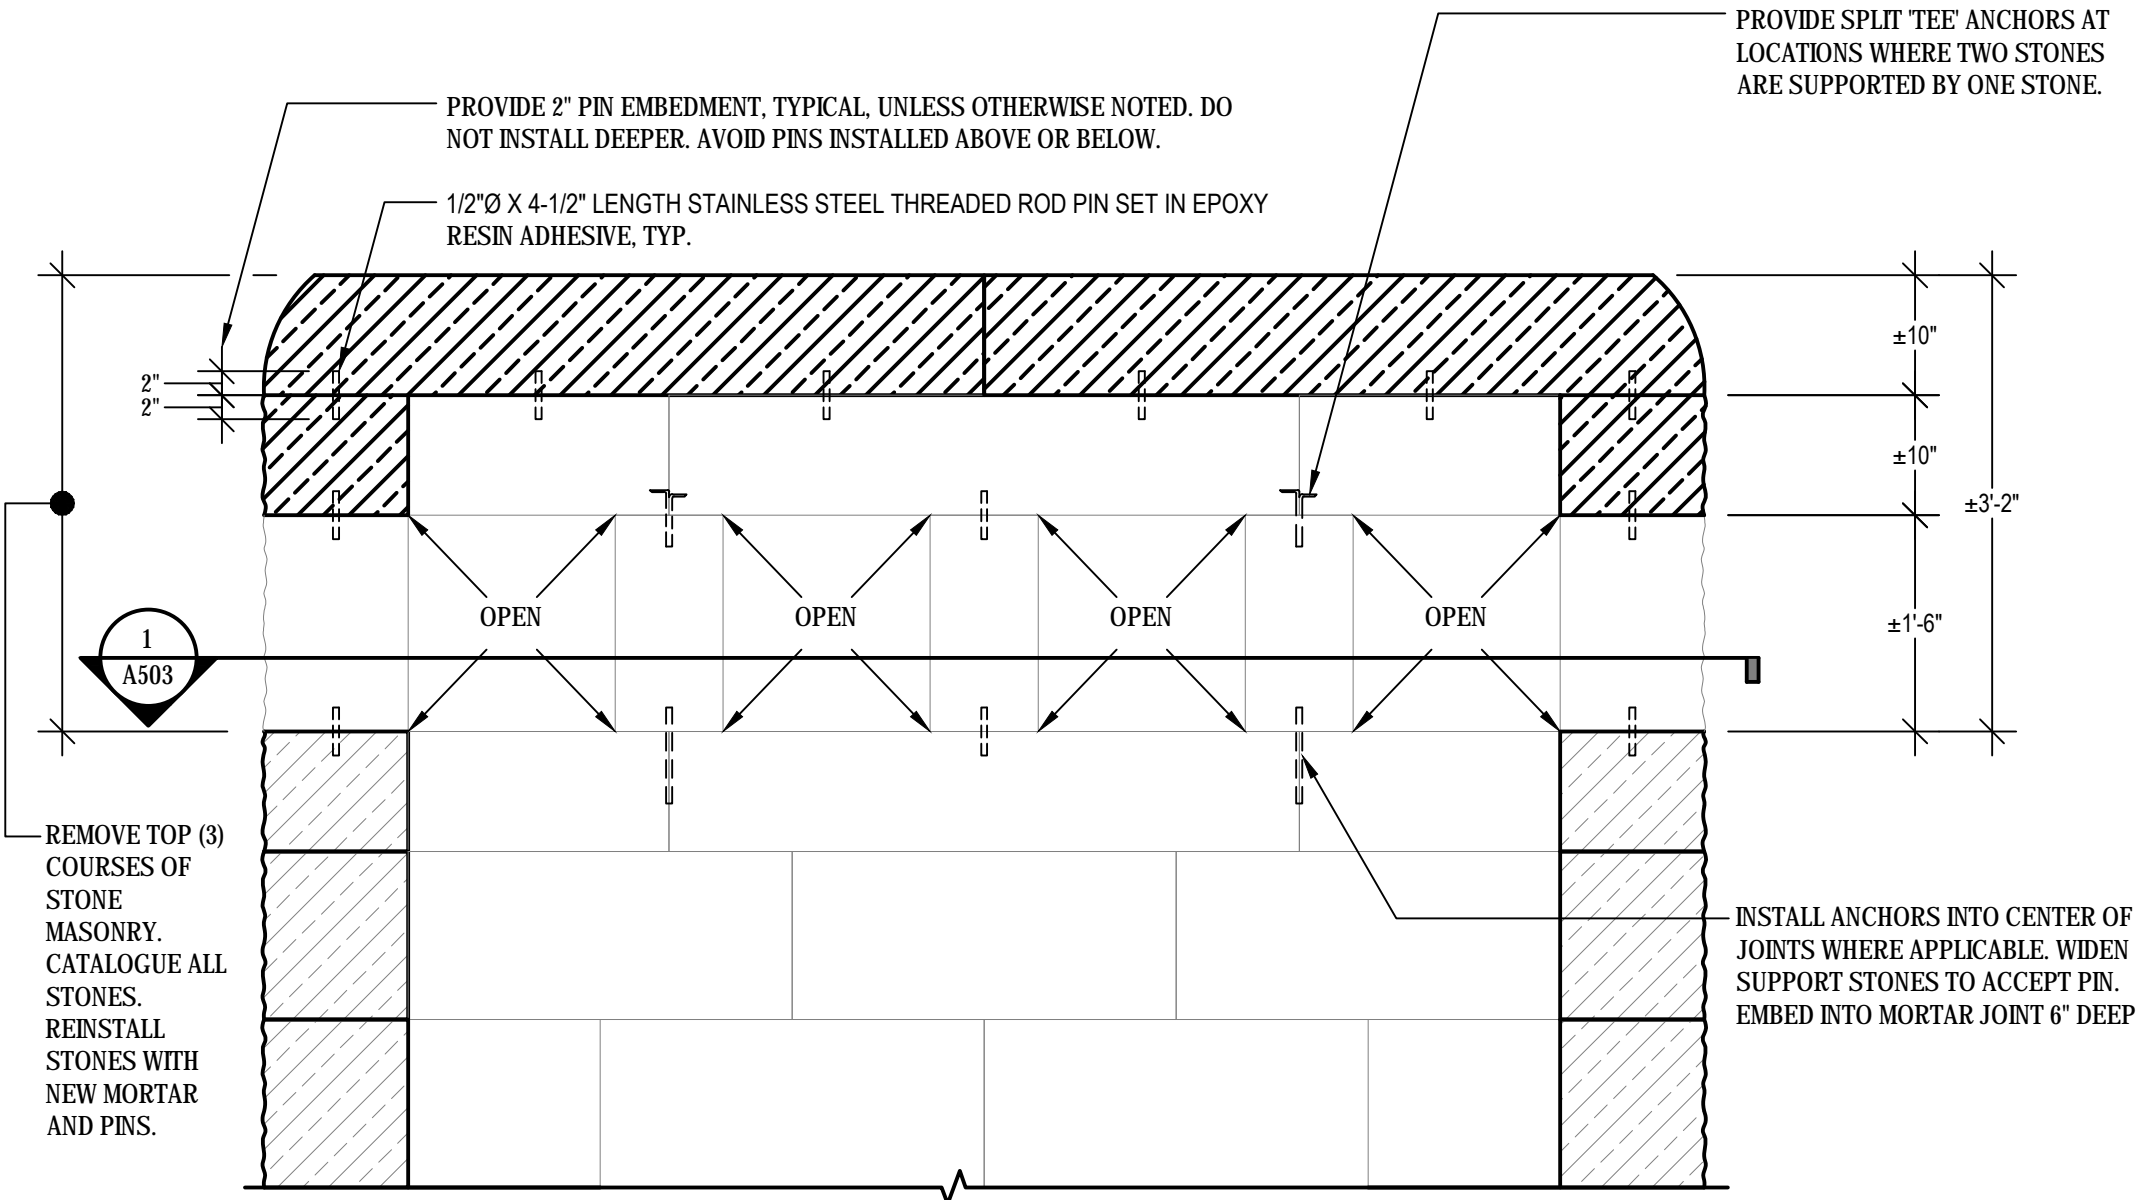 PROVIDE SPLIT 'TEE' ANCHORS AT
LOCATIONS WHERE TWO STONES
ARE SUPPORTED BY ONE STONE.
PROVIDE 2" PIN EMBEDMENT, TYPICAL, UNLESS OTHERWISE NOTED. DO
NOT INSTALL DEEPER. AVOID PINS INSTALLED ABOVE OR BELOW.
1/2"Ø X 4-1/2" LENGTH STAINLESS STEEL THREADED ROD PIN SET IN EPOXY
RESIN ADHESIVE, TYP.
2"
2"
±10"
±10"
±3'-2"
±1'-6"
OPEN OPEN OPEN OPEN
1
A503
REMOVE TOP (3)
COURSES OF
STONE
MASONRY.
CATALOGUE ALL
STONES.
REINSTALL
STONES WITH
NEW MORTAR
AND PINS.
INSTALL ANCHORS INTO CENTER OF
JOINTS WHERE APPLICABLE. WIDEN
SUPPORT STONES TO ACCEPT PIN.
EMBED INTO MORTAR JOINT 6" DEEP